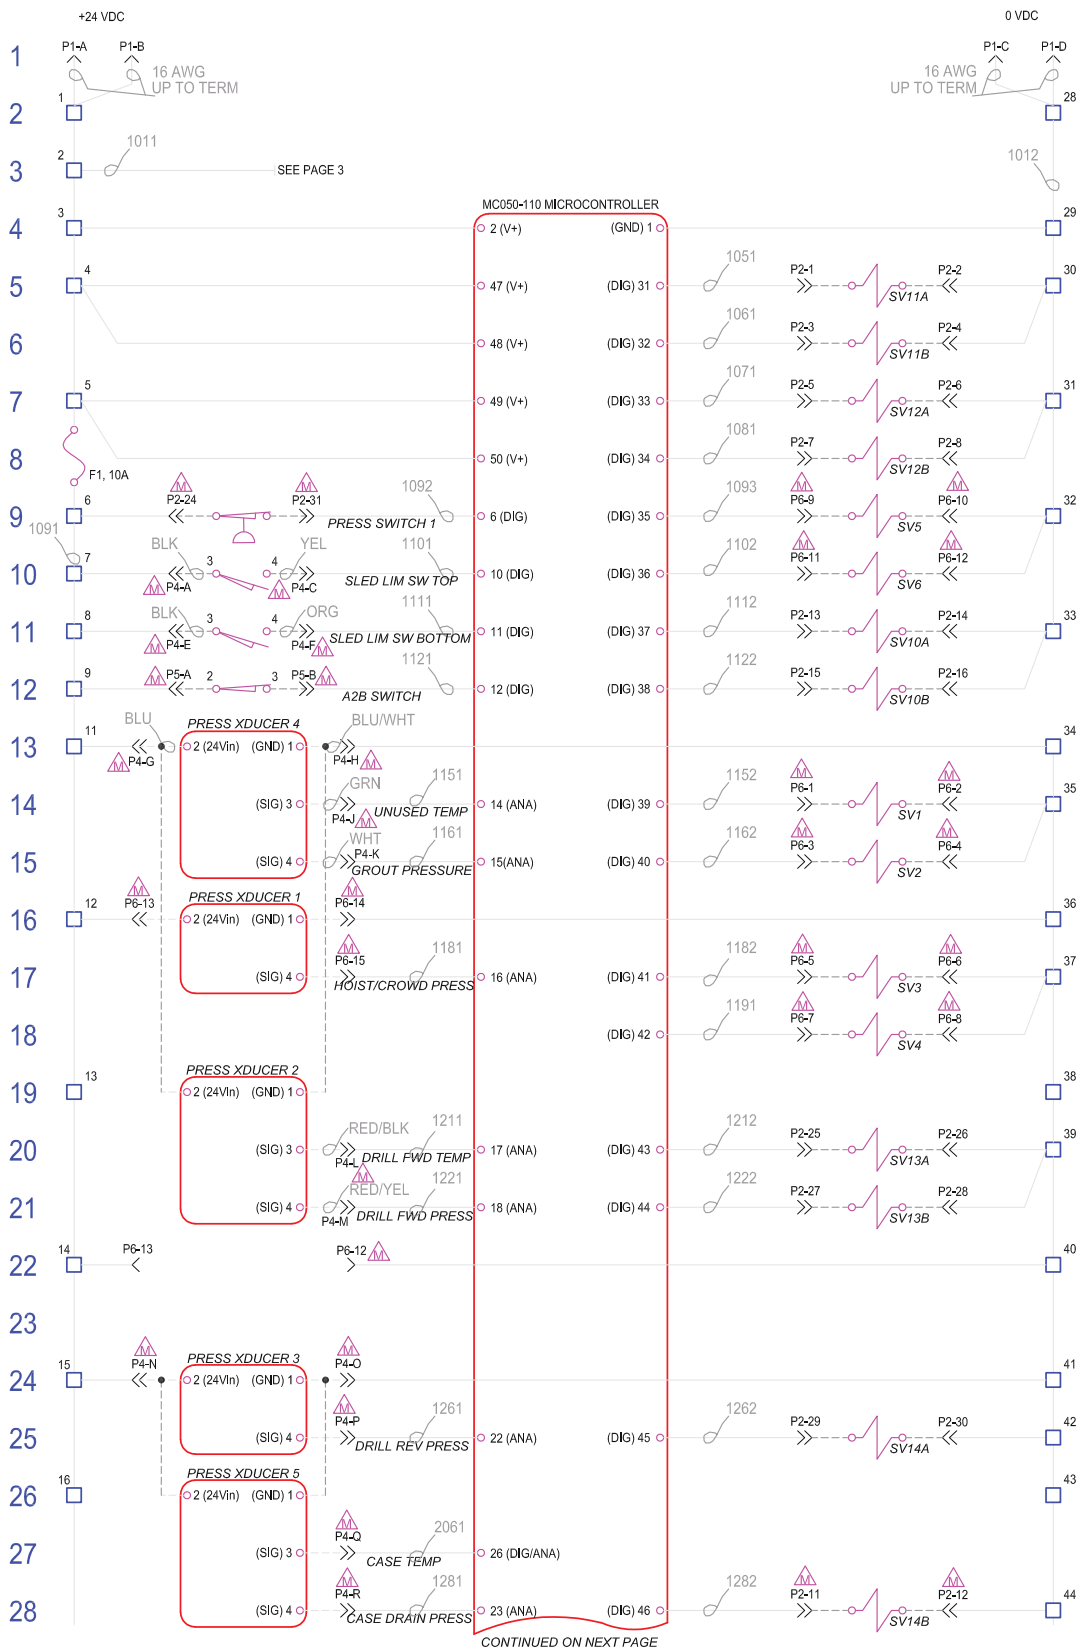 +24 VDC 0 VDC
1 P1-A P1-B P1-C P1-D
16 AWG 16 AWG
UP TO TERM UP TO TERM
2 1 28
3 2 1011 SEE PAGE 3 1012
MC050-110 MICROCONTROLLER
4 3 2 (V+) (GND) 1 29
5 4 47 (V+) (DIG) 31 1051 P2-1 P2-2 SV11A 30
6 48 (V+) (DIG) 32 1061 P2-3 P2-4 SV11B
7 5 49 (V+) (DIG) 33 1071 P2-5 P2-6 SV12A 31
8 F1, 10A 50 (V+) (DIG) 34 1081 P2-7 P2-8 SV12B
M M M M
9 6 P2-24 P2-31 PRESS SWITCH 1 1092 6 (DIG) (DIG) 35 1093 P6-9 P6-10 SV5 32
1091
M M
10 7 BLK 3 4 YEL P4-A P4-C SLED LIM SW TOP 1101 10 (DIG) (DIG) 36 1102 P6-11 P6-12 SV6
M M
11 8 BLK 3 4 ORG P4-E P4-F SLED LIM SW BOTTOM 1111 11 (DIG) (DIG) 37 1112 P2-13 P2-14 SV10A 33
M M
12 9 P5-A 2 3 P5-B A2B SWITCH 1121 12 (DIG) (DIG) 38 1122 P2-15 P2-16 SV10B
M M
PRESS XDUCER 4
13 11 BLU P4-G 2 (24Vin) (GND) 1 BLU/WHT P4-H 34
M M
14 (SIG) 3 GRN P4-J UNUSED TEMP 1151 14 (ANA) (DIG) 39 1152 P6-1 P6-2 SV1 35
M M M
15 (SIG) 4 WHT P4-K GROUT PRESSURE 1161 15(ANA) (DIG) 40 1162 P6-3 P6-4 SV2
M M
PRESS XDUCER 1
16 12 P6-13 2 (24Vin) (GND) 1 P6-14 36
M M
17 (SIG) 4 P6-15 HOIST/CROWD PRESS 1181 16 (ANA) (DIG) 41 1182 P6-5 P6-6 SV3 37
M M M
18 (DIG) 42 1191 P6-7 P6-8 SV4
M M
PRESS XDUCER 2
19 13 2 (24VIn) (GND) 1 38
20 (SIG) 3 RED/BLK P4-L DRILL FWD TEMP 1211 17 (ANA) (DIG) 43 1212 P2-25 P2-26 SV13A 39
M
21 (SIG) 4 RED/YEL P4-M DRILL FWD PRESS 1221 18 (ANA) (DIG) 44 1222 P2-27 P2-28 SV13B
22 14 P6-13 P6-12 M 40
23
PRESS XDUCER 3
24 15 M P4-N 2 (24Vin) (GND) 1 M P4-O 41
25 (SIG) 4 M P4-P DRILL REV PRESS 1261 22 (ANA) (DIG) 45 1262 P2-29 P2-30 SV14A 42
PRESS XDUCER 5
26 16 2 (24Vin) (GND) 1 43
27 (SIG) 3 M P4-Q CASE TEMP 2061 26 (DIG/ANA)
28 (SIG) 4 M P4-R CASE DRAIN PRESS 1281 23 (ANA) (DIG) 46 1282 M P2-11 M P2-12 SV14B 44
CONTINUED ON NEXT PAGE